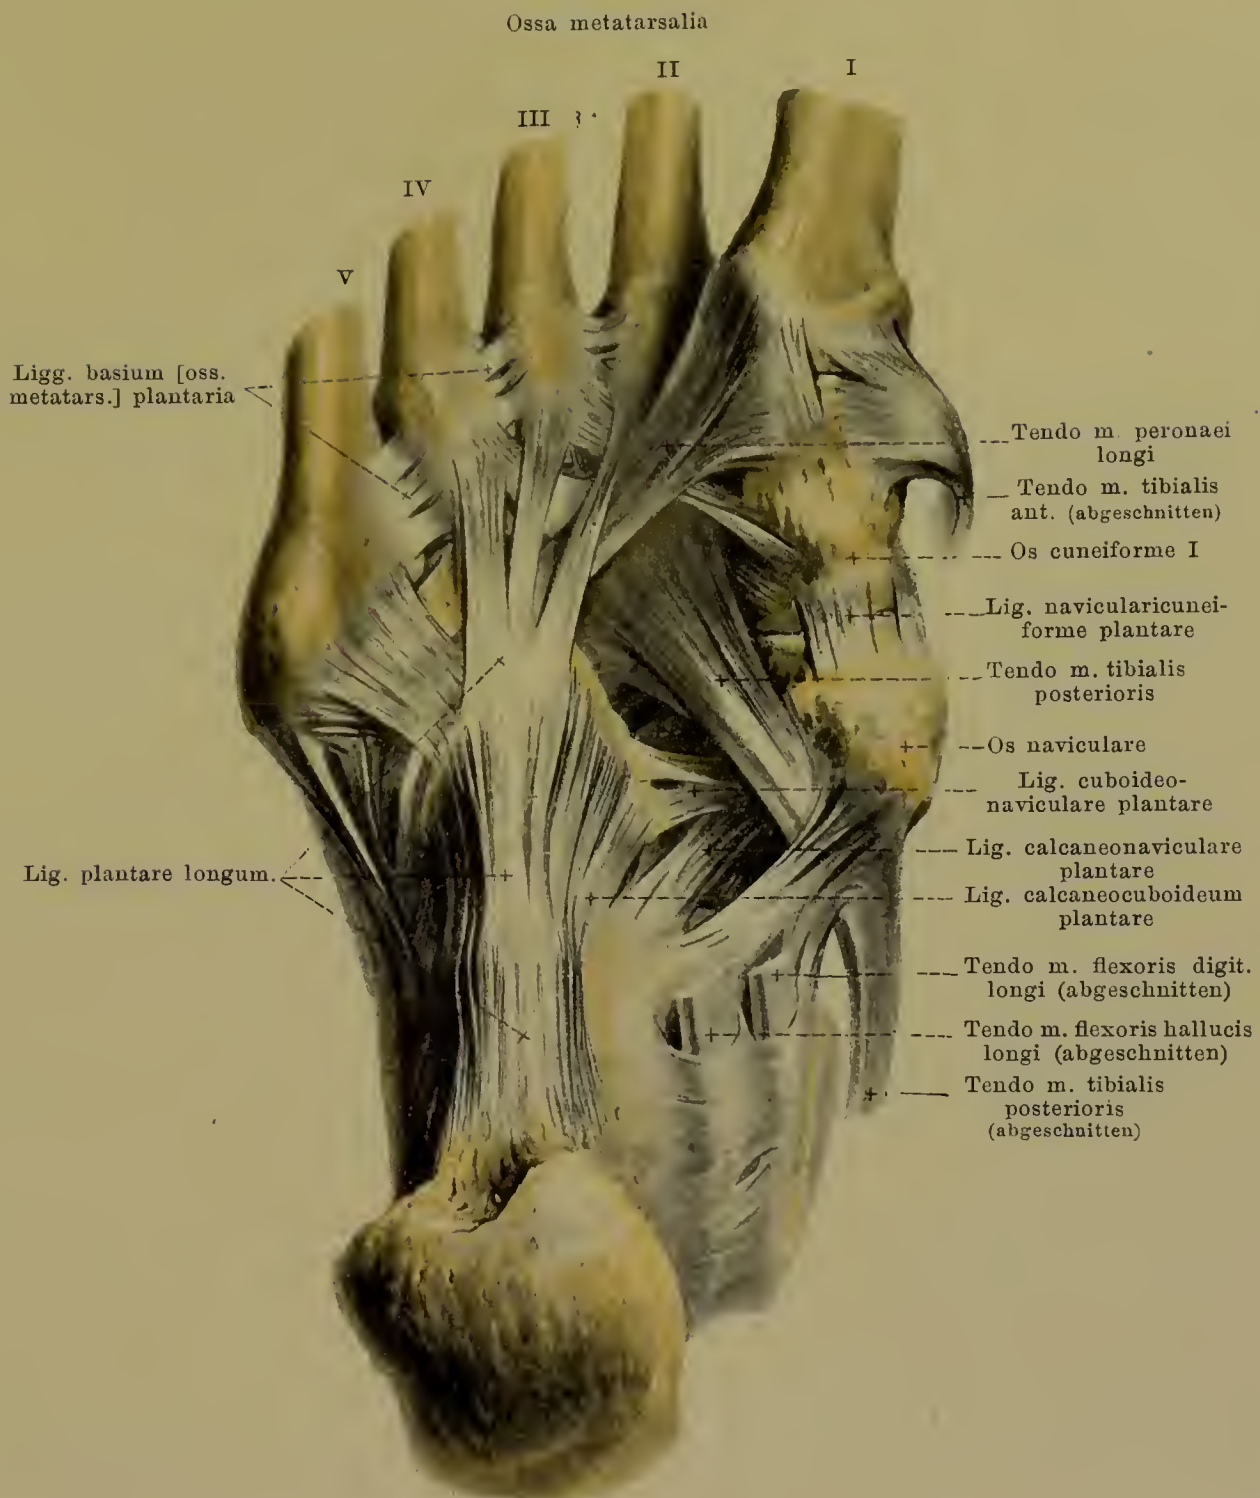 Ossa metatarsalia
I
II
III
IV
V
Ligg. basium [oss.
metatars.] plantaria
Lig. plantare longum.
Tendo m. peronaei
longi
Tendo m. tibialis
ant. (abgeschnitten)
Os cuneiforme I
Lig. navicularicunei-
forme plantare
Tendo m. tibialis
posterioris
Os naviculare
Lig. cuboideo-
naviculare plantare
Lig. calcaneonaviculare
plantare
Lig. calcaneocuboideum
plantare
Tendo m. flexoris digit.
longi (abgeschnitten)
Tendo m. flexoris hallucis
longi (abgeschnitten)
Tendo m. tibialis
posterioris
(abgeschnitten)